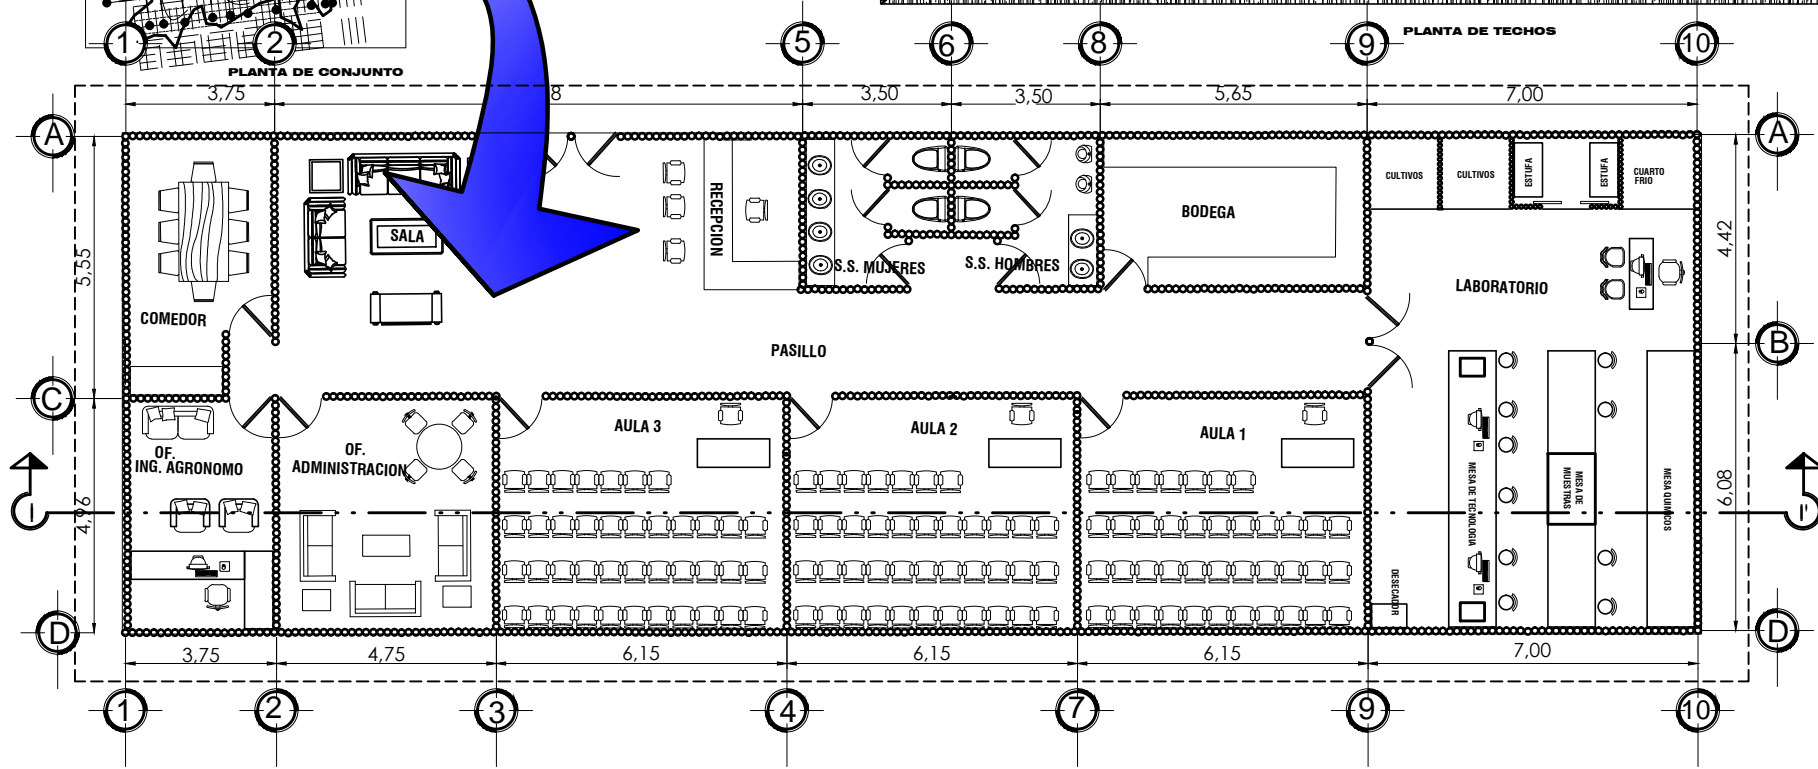 PLANTA DE TECHOS
1
2
5
6
8
9
10
PLANTA DE CONJUNTO
3,75
8
3,50
3,50
5,65
7,00
A
A
CULTIVOS
CULTIVOS
ESTUFA
ESTUFA
CUARTO
FRIO
RECEPCION
BODEGA
SALA
5,55
4,42
S.S. MUJERES
S.S. HOMBRES
LABORATORIO
COMEDOR
PASILLO
B
C
AULA 3
AULA 2
AULA 1
OF.
ING. AGRONOMO
OF.
ADMINISTRACION
MESA DE TECNOLOGIA
MESA DE
MUESTRAS
MESA QUIMICOS
4,96
6,08
DESECADOR
D
D
3,75
4,75
6,15
6,15
6,15
7,00
1
2
3
4
7
9
10